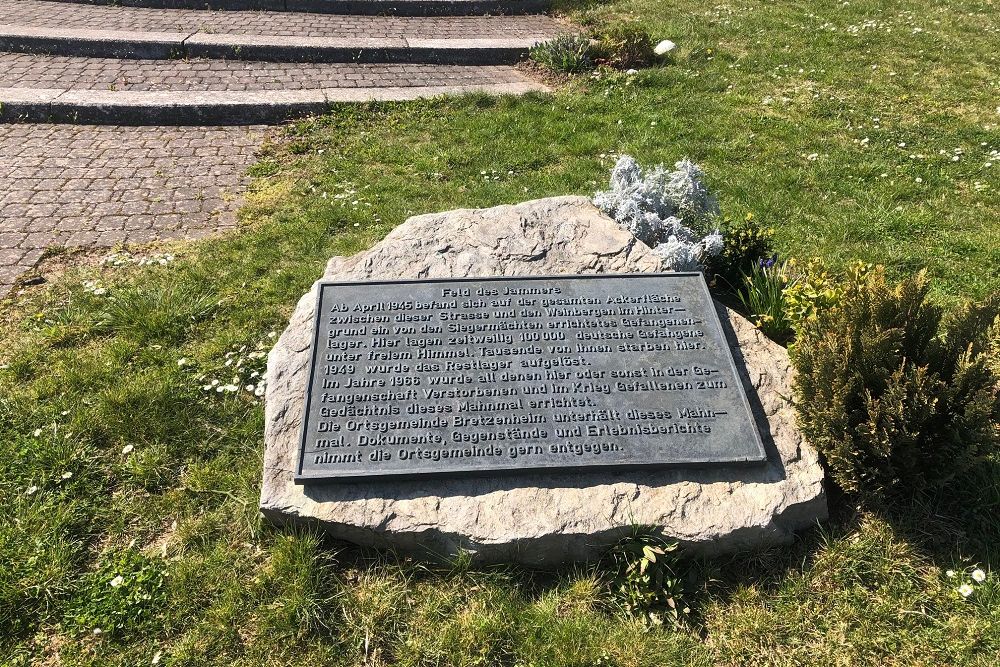 Feld des Jammers
Ab April 1945 befand sich auf der gesamten Ackerfläche
zwischen dieser Strasse und den Weinbergen im Hinter-
grund ein von den Siegermächten errichtetes Gefangenen-
lager. Hier lagen zeitweilig 100 000 deutsche Gefangene
unter freiem Himmel. Tausende von ihnen starben hier.
1949 wurde das Restlager aufgelöst.
Im Jahre 1966 wurde all denen hier oder sonst in der Ge-
fangenschaft Verstorbenen und im Krieg Gefallenen zum
Gedächtnis dieses Mahnmal errichtet.
Die Ortsgemeinde Bretzenheim unterhält dieses Mahn-
mal. Dokumente, Gegenstände und Erlebnisberichte
nimmt die Ortsgemeinde gern entgegen.